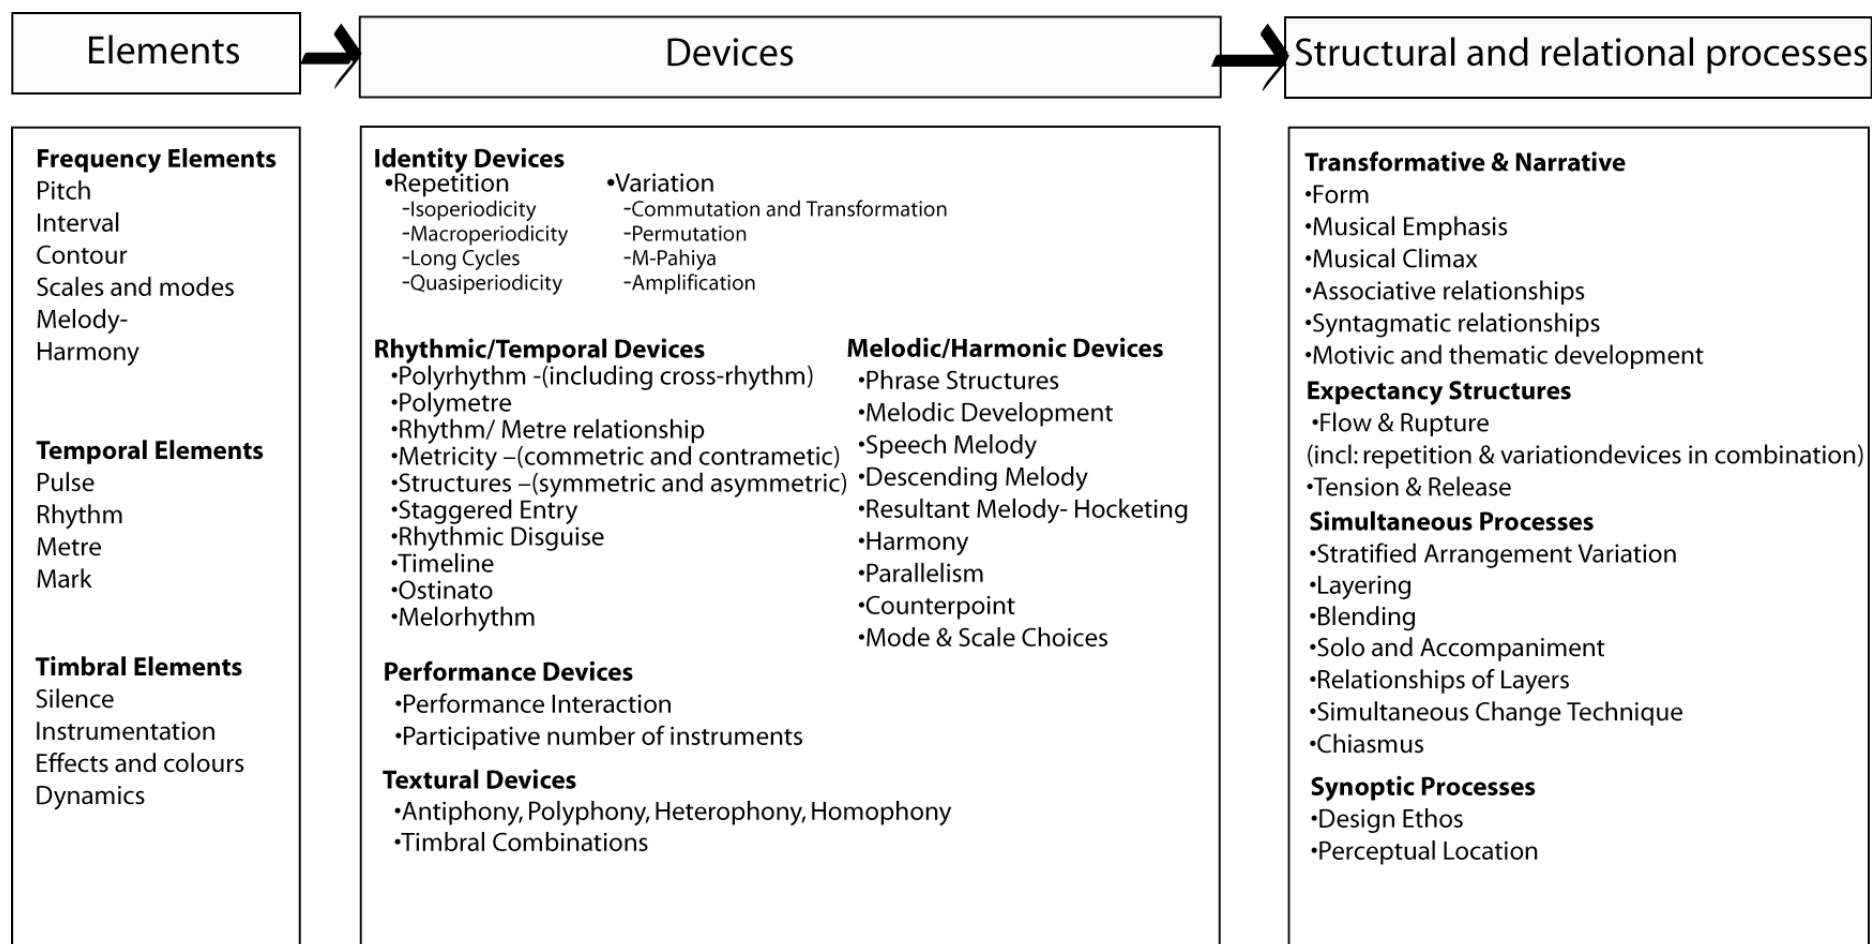 Elements
Devices
Structural and relational processes
Frequency Elements
Pitch
Interval
Contour
Scales and modes
Melody-
Harmony
Temporal Elements
Pulse
Rhythm
Metre
Mark
Timbral Elements
Silence
Instrumentation
Effects and colours
Dynamics
Identity Devices
•Repetition
-Isoperiodicity
-Macroperiodicity
-Long Cycles
-Quasiperiodicity
•Variation
-Commutation and Transformation
-Permutation
-M-Pahiya
-Amplification
Rhythmic/Temporal Devices
•Polyrhythm -(including cross-rhythm)
•Polymetre
•Rhythm/ Metre relationship
•Metricity –(commetric and contrametic)
•Structures –(symmetric and asymmetric)
•Staggered Entry
•Rhythmic Disguise
•Timeline
•Ostinato
•Melorhythm
Melodic/Harmonic Devices
•Phrase Structures
•Melodic Development
•Speech Melody
•Descending Melody
•Resultant Melody- Hocketing
•Harmony
•Parallelism
•Counterpoint
•Mode & Scale Choices
Performance Devices
•Performance Interaction
•Participative number of instruments
Textural Devices
•Antiphony, Polyphony, Heterophony, Homophony
•Timbral Combinations
Transformative & Narrative
•Form
•Musical Emphasis
•Musical Climax
•Associative relationships
•Syntagmatic relationships
•Motivic and thematic development
Expectancy Structures
•Flow & Rupture
(incl: repetition & variationdevices in combination)
•Tension & Release
Simultaneous Processes
•Stratified Arrangement Variation
•Layering
•Blending
•Solo and Accompaniment
•Relationships of Layers
•Simultaneous Change Technique
•Chiasmus
Synoptic Processes
•Design Ethos
•Perceptual Location